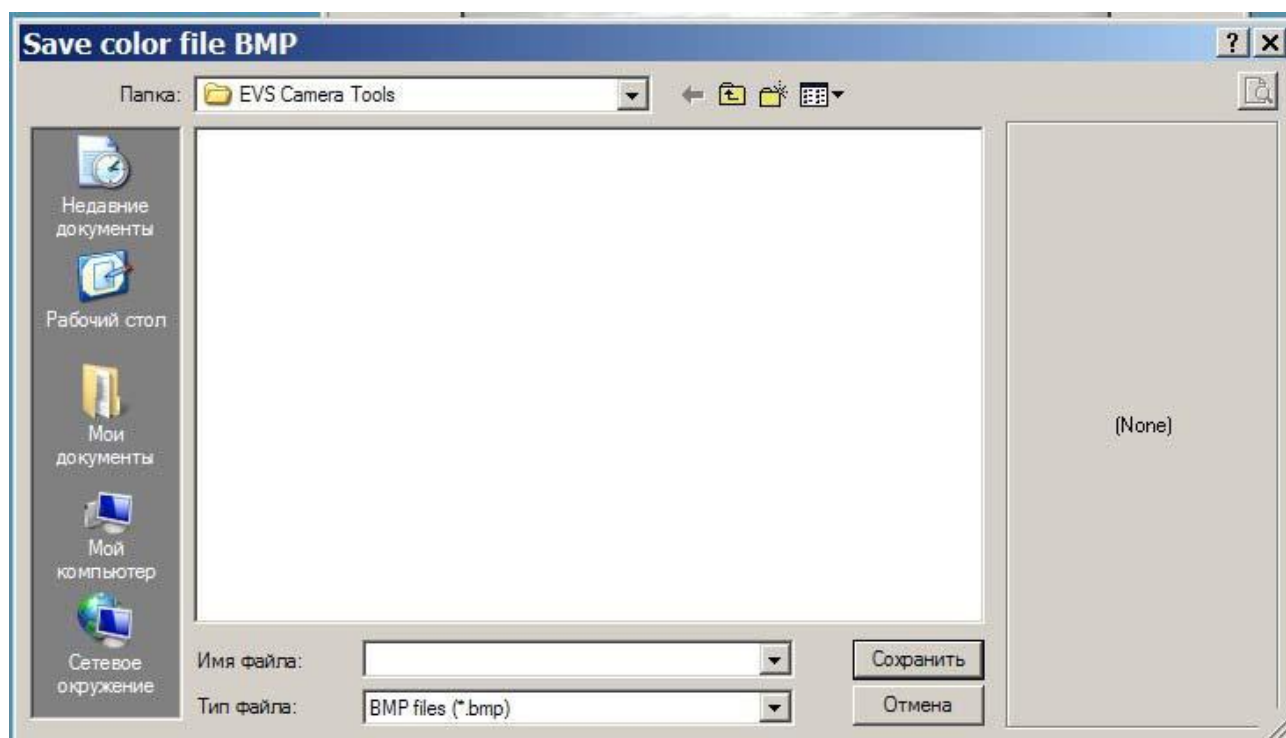 Save color file BMP
Папка: EVS Camera Tools
Недавние
документы
Рабочий стол
Мои
документы
Мой
компьютер
Сетевое
окружение
(None)
Имя файла:
Сохранить
Тип файла: BMP files (*.bmp)
Отмена